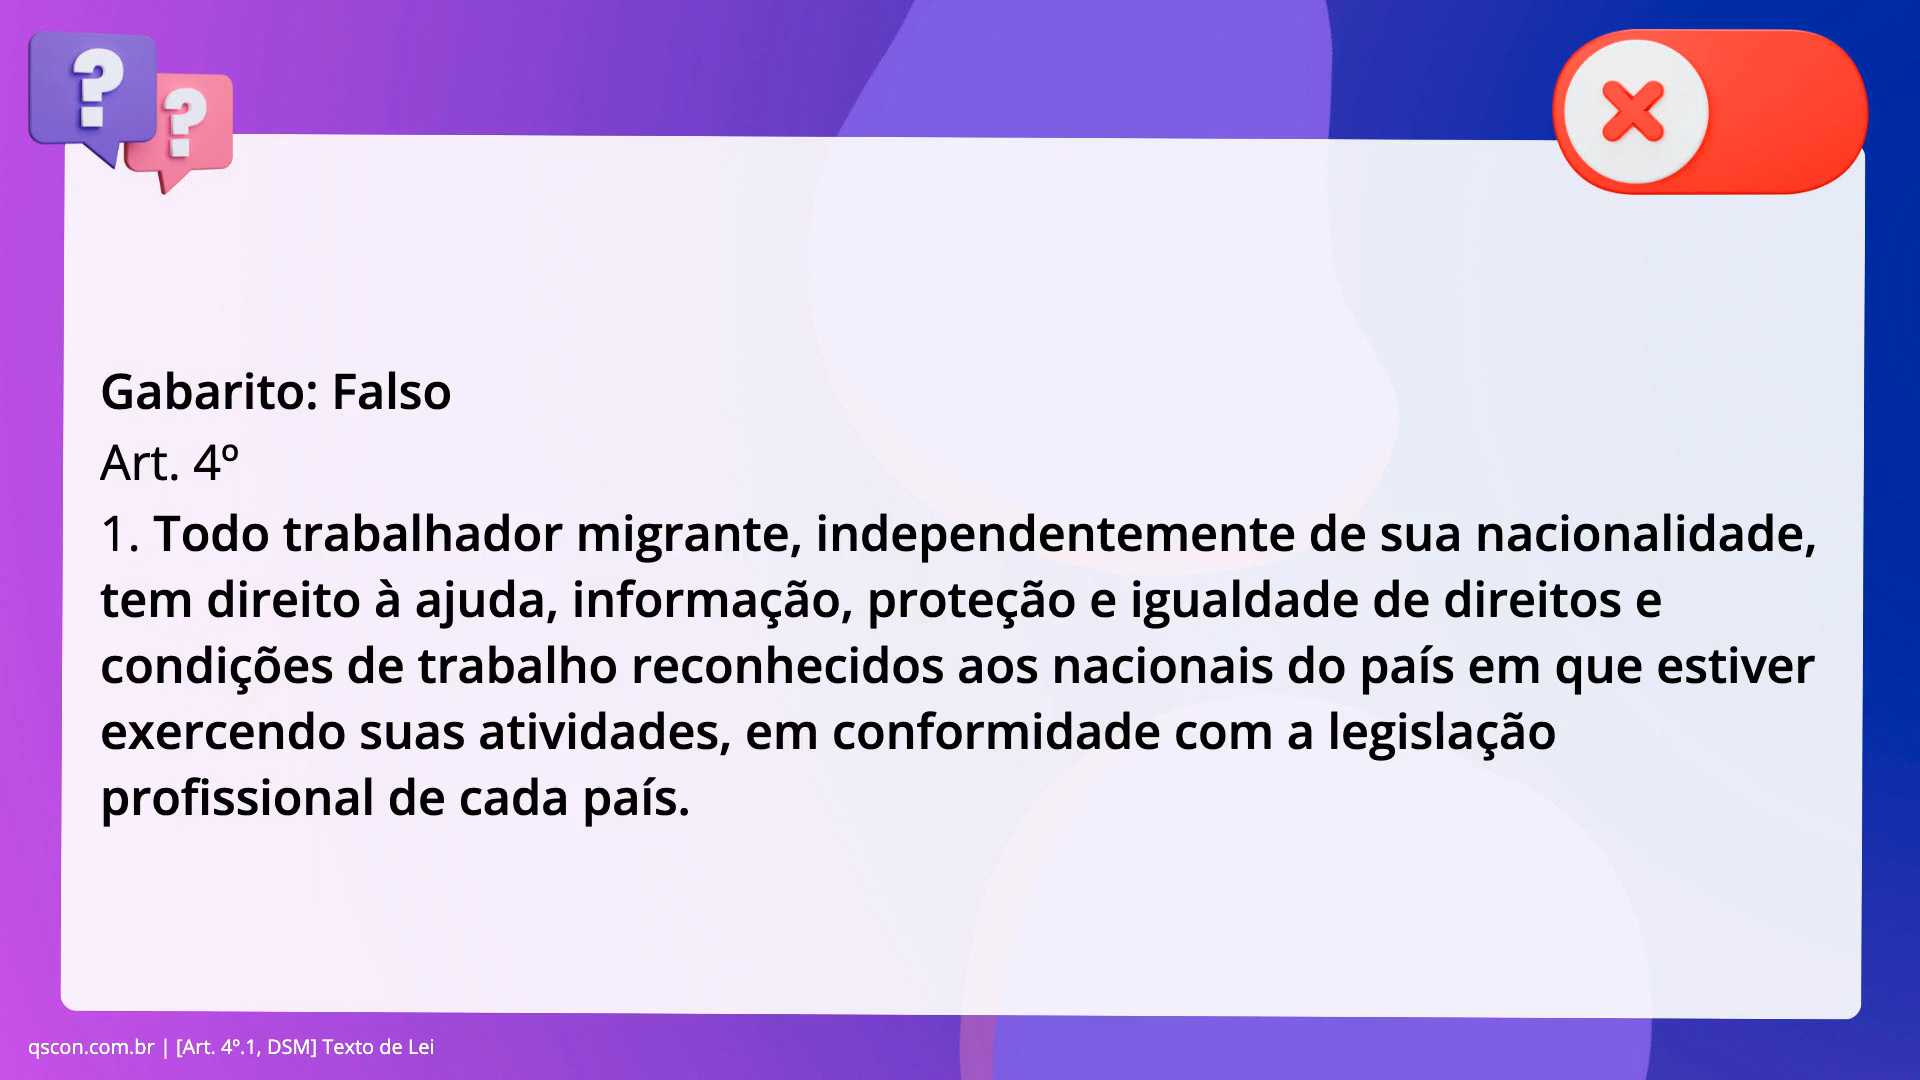 ?
?
Gabarito: Falso
Art. 4º
1. Todo trabalhador migrante, independentemente de sua nacionalidade,
tem direito à ajuda, informação, proteção e igualdade de direitos e
condições de trabalho reconhecidos aos nacionais do país em que estiver
exercendo suas atividades, em conformidade com a legislação
profissional de cada país.
qscon.com.br | [Art. 4º.1, DSM] Texto de Lei